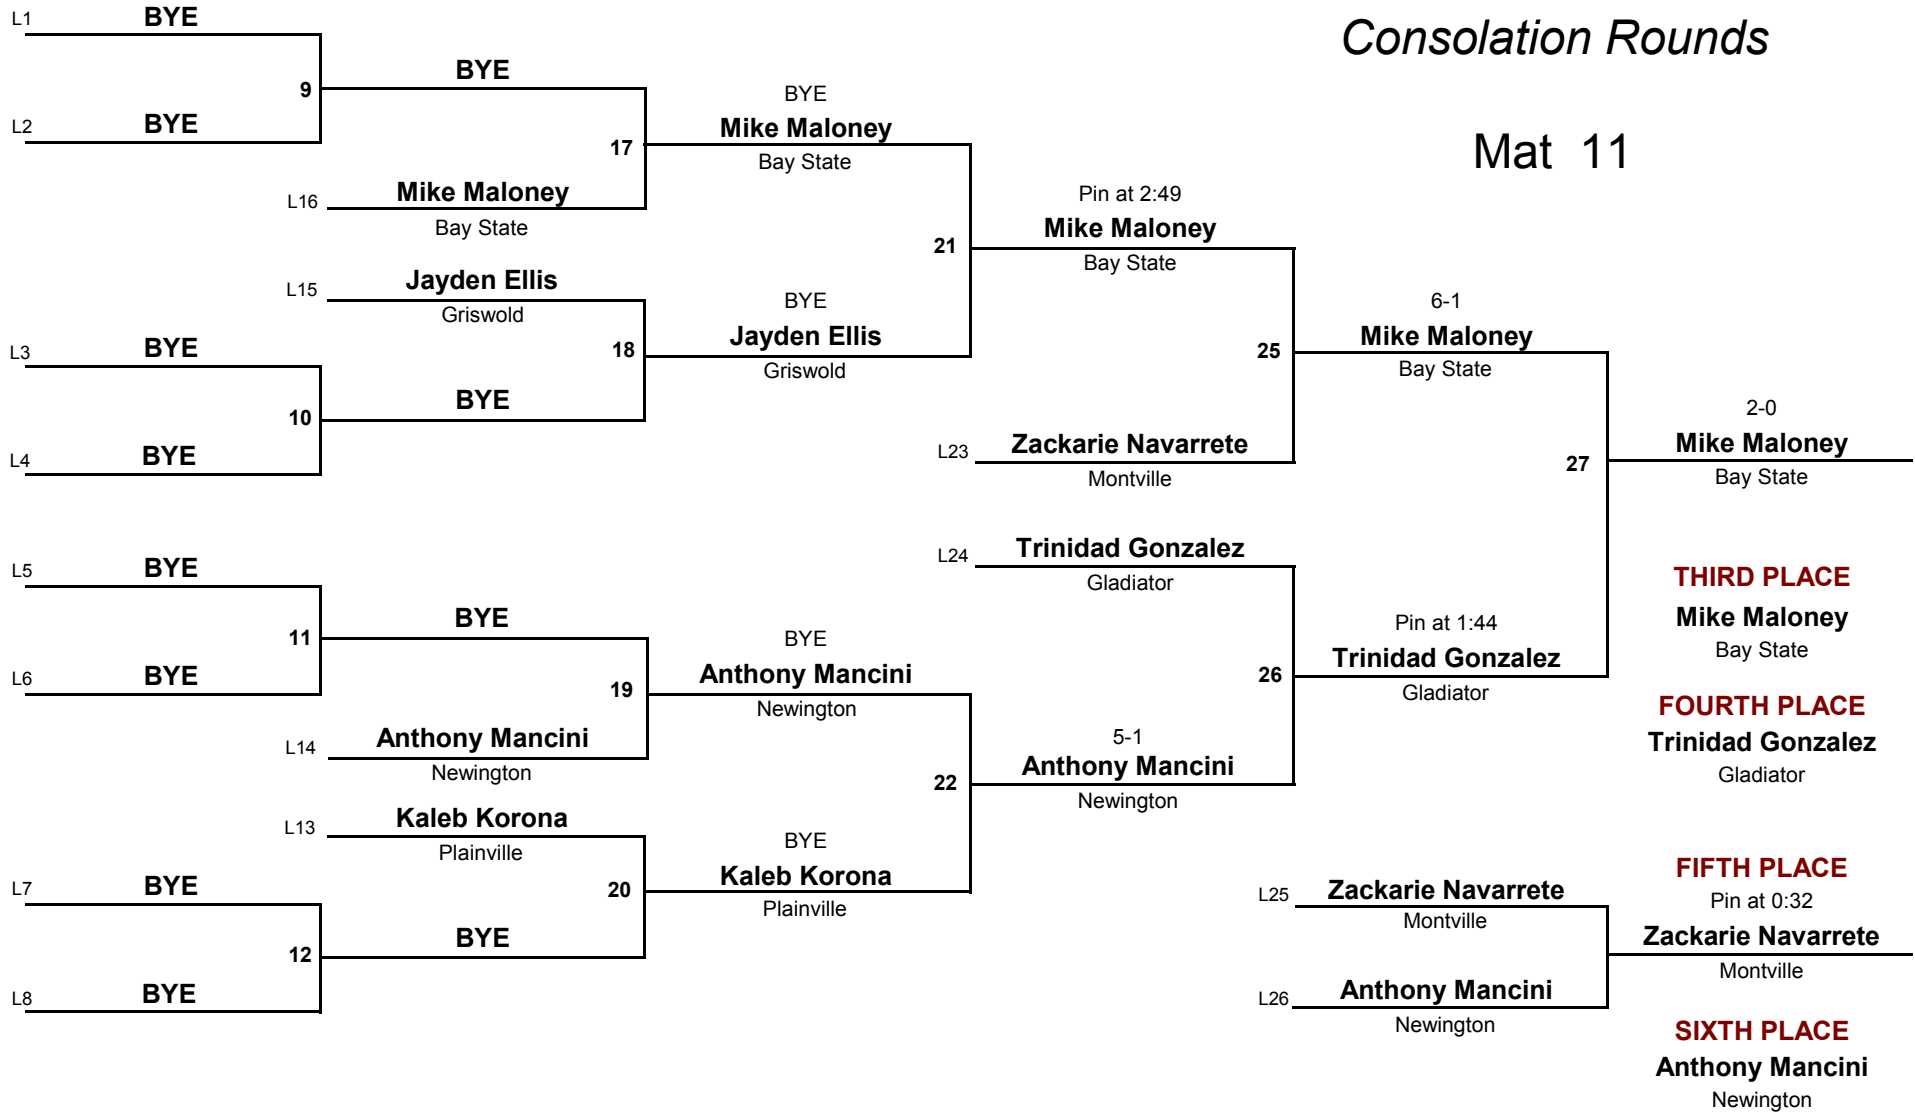 Consolation Rounds
Mat 11
L1 BYE
9
L2 BYE
BYE
17
L16 Mike Maloney
Bay State
BYE
Mike Maloney
Bay State
L15 Jayden Ellis
Griswold
18
L3 BYE
10
L4 BYE
BYE
BYE
Jayden Ellis
Griswold
21
Pin at 2:49
Mike Maloney
Bay State
25
L23 Zackarie Navarrete
Montville
6-1
Mike Maloney
Bay State
27
2-0
Mike Maloney
Bay State
L5 BYE
11
L6 BYE
BYE
19
L14 Anthony Mancini
Newington
BYE
Anthony Mancini
Newington
22
L13 Kaleb Korona
Plainville
20
L7 BYE
12
L8 BYE
BYE
BYE
Kaleb Korona
Plainville
L24 Trinidad Gonzalez
Gladiator
26
5-1
Anthony Mancini
Newington
Pin at 1:44
Trinidad Gonzalez
Gladiator
THIRD PLACE
Mike Maloney
Bay State
FOURTH PLACE
Trinidad Gonzalez
Gladiator
L25 Zackarie Navarrete
Montville
L26 Anthony Mancini
Newington
FIFTH PLACE
Pin at 0:32
Zackarie Navarrete
Montville
SIXTH PLACE
Anthony Mancini
Newington